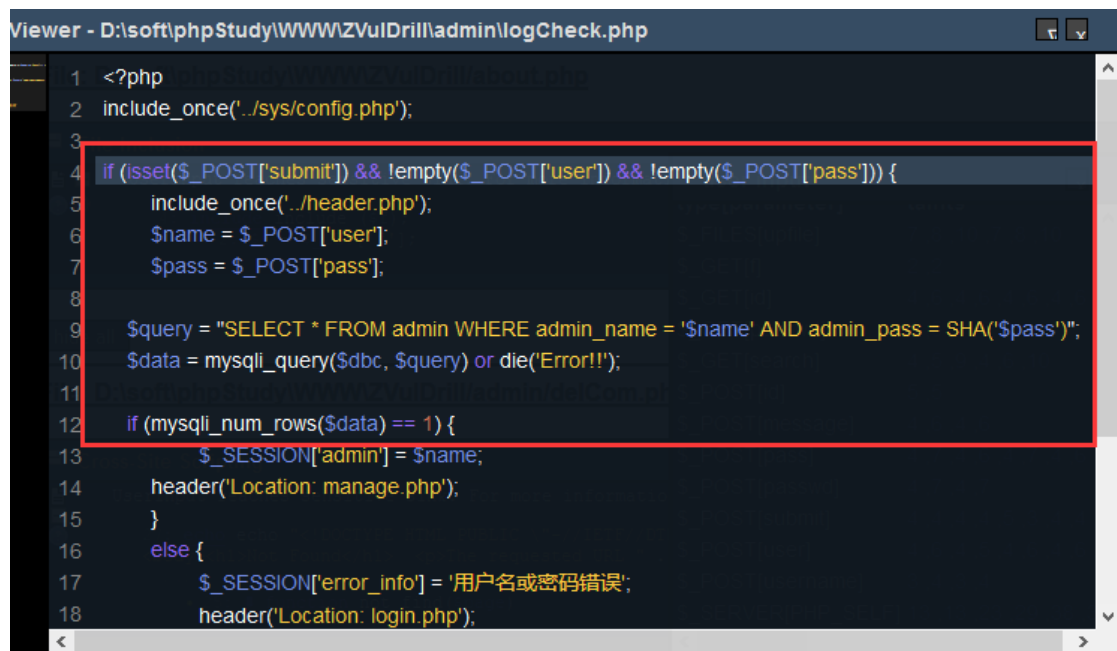 Viewer - D:\soft\phpStudy\WWW\ZVulDrill\admin\logCheck.php
1 <?php
2 include_once('../sys/config.php');
3
4 if (isset($_POST['submit']) && !empty($_POST['user']) && !empty($_POST['pass'])) {
5 include_once('../header.php');
6 $name = $_POST['user'];
7 $pass = $_POST['pass'];
8
9 $query = "SELECT * FROM admin WHERE admin_name = '$name' AND admin_pass = SHA('$pass')";
10 $data = mysqli_query($dbc, $query) or die('Error!!');
11
12 if (mysqli_num_rows($data) == 1) {
13 $_SESSION['admin'] = $name;
14 header('Location: manage.php');
15 }
16 else {
17 $_SESSION['error_info'] = '用户名或密码错误';
18 header('Location: login.php');